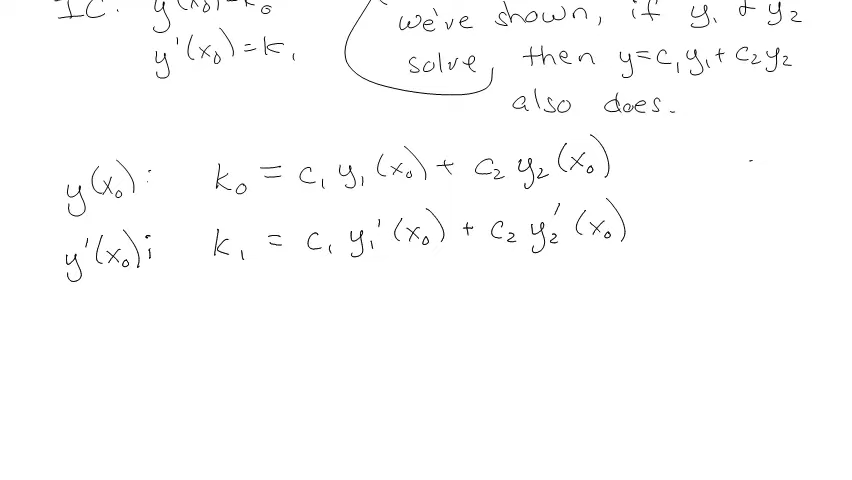 IC: y(x₀)=k₀
y'(x₀)=k₁
we've shown, if y₁ & y₂
solve, then y=c₁y₁+c₂y₂
also does.
y(x₀): k₀ = c₁ y₁(x₀) + c₂ y₂(x₀)
y'(x₀): k₁ = c₁ y₁'(x₀) + c₂ y₂'(x₀)